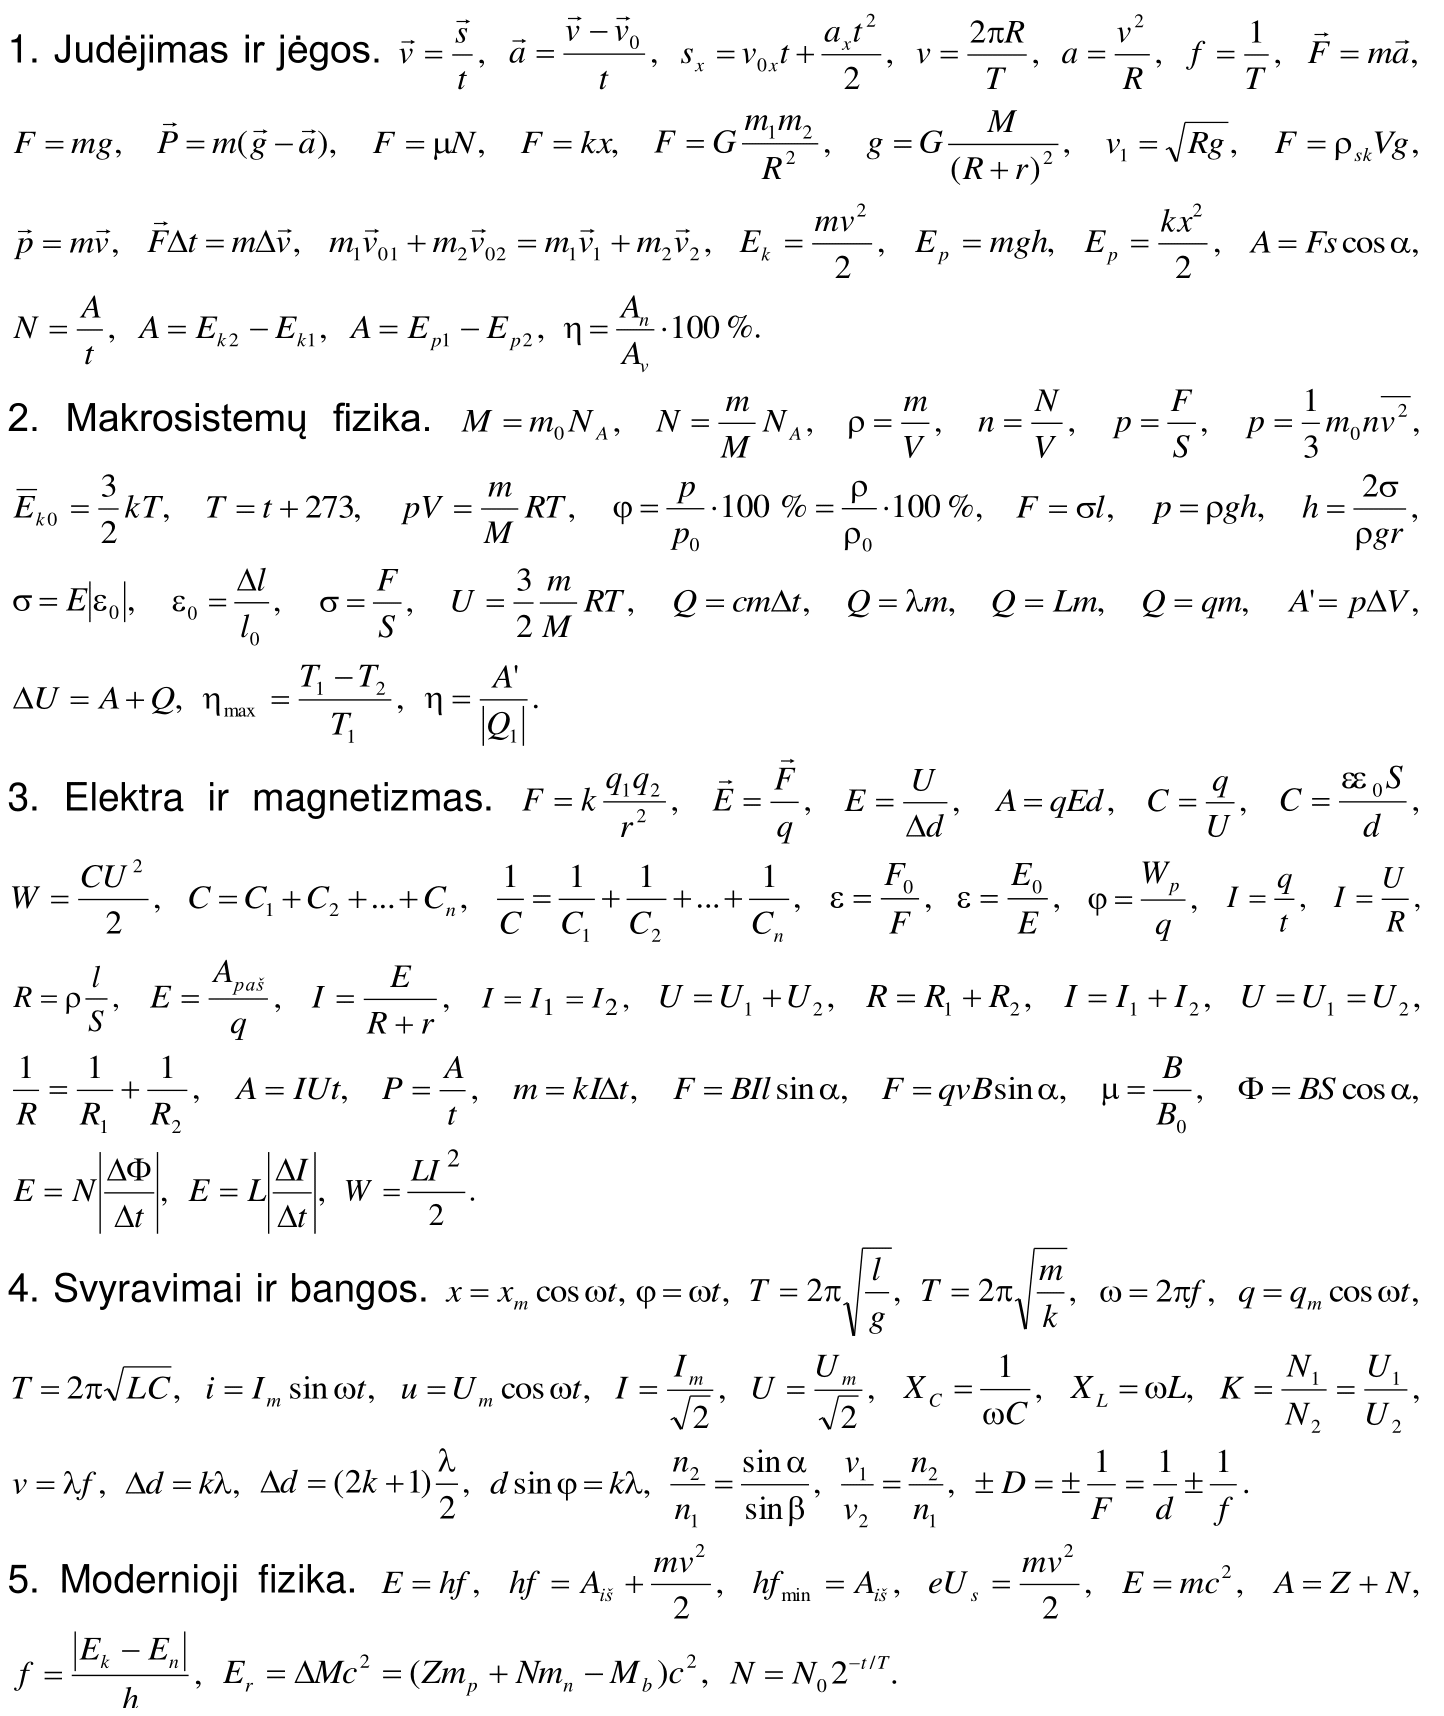 1. Judėjimas ir jėgos. $\vec{v}=\frac{\vec{s}}{t}$, $\vec{a}=\frac{\vec{v}-\vec{v}_0}{t}$, $s_x=v_{0x}t+\frac{a_xt^2}{2}$, $v=\frac{2\pi R}{T}$, $a=\frac{v^2}{R}$, $f=\frac{1}{T}$, $\vec{F}=m\vec{a}$,
$F=mg$, $\vec{P}=m(\vec{g}-\vec{a})$, $F=\mu N$, $F=kx$, $F=G\frac{m_1m_2}{R^2}$, $g=G\frac{M}{(R+r)^2}$, $v_1=\sqrt{Rg}$, $F=\rho_{sk}Vg$,
$\vec{p}=m\vec{v}$, $\vec{F}\Delta t=m\Delta\vec{v}$, $m_1\vec{v}_{01}+m_2\vec{v}_{02}=m_1\vec{v}_1+m_2\vec{v}_2$, $E_k=\frac{mv^2}{2}$, $E_p=mgh$, $E_p=\frac{kx^2}{2}$, $A=Fs\cos\alpha$,
$N=\frac{A}{t}$, $A=E_{k2}-E_{k1}$, $A=E_{p1}-E_{p2}$, $\eta=\frac{A_n}{A_v}\cdot 100\,\%$.
2. Makrosistemų fizika. $M=m_0N_A$, $N=\frac{m}{M}N_A$, $\rho=\frac{m}{V}$, $n=\frac{N}{V}$, $p=\frac{F}{S}$, $p=\frac{1}{3}m_0n\overline{v^2}$,
$\overline{E}_{k0}=\frac{3}{2}kT$, $T=t+273$, $pV=\frac{m}{M}RT$, $\varphi=\frac{p}{p_0}\cdot 100\,\%=\frac{\rho}{\rho_0}\cdot 100\,\%$, $F=\sigma l$, $p=\rho gh$, $h=\frac{2\sigma}{\rho gr}$,
$\sigma=E|\varepsilon_0|$, $\varepsilon_0=\frac{\Delta l}{l_0}$, $\sigma=\frac{F}{S}$, $U=\frac{3}{2}\frac{m}{M}RT$, $Q=cm\Delta t$, $Q=\lambda m$, $Q=Lm$, $Q=qm$, $A'=p\Delta V$,
$\Delta U=A+Q$, $\eta_{\max}=\frac{T_1-T_2}{T_1}$, $\eta=\frac{A'}{|Q_1|}$.
3. Elektra ir magnetizmas. $F=k\frac{q_1q_2}{r^2}$, $\vec{E}=\frac{\vec{F}}{q}$, $E=\frac{U}{\Delta d}$, $A=qEd$, $C=\frac{q}{U}$, $C=\frac{\varepsilon\varepsilon_0S}{d}$,
$W=\frac{CU^2}{2}$, $C=C_1+C_2+...+C_n$, $\frac{1}{C}=\frac{1}{C_1}+\frac{1}{C_2}+...+\frac{1}{C_n}$, $\varepsilon=\frac{F_0}{F}$, $\varepsilon=\frac{E_0}{E}$, $\varphi=\frac{W_p}{q}$, $I=\frac{q}{t}$, $I=\frac{U}{R}$,
$R=\rho\frac{l}{S}$, $E=\frac{A_{paš}}{q}$, $I=\frac{E}{R+r}$, $I=I_1=I_2$, $U=U_1+U_2$, $R=R_1+R_2$, $I=I_1+I_2$, $U=U_1=U_2$,
$\frac{1}{R}=\frac{1}{R_1}+\frac{1}{R_2}$, $A=IUt$, $P=\frac{A}{t}$, $m=kI\Delta t$, $F=BIl\sin\alpha$, $F=qvB\sin\alpha$, $\mu=\frac{B}{B_0}$, $\Phi=BS\cos\alpha$,
$E=N\left|\frac{\Delta\Phi}{\Delta t}\right|$, $E=L\left|\frac{\Delta I}{\Delta t}\right|$, $W=\frac{LI^2}{2}$.
4. Svyravimai ir bangos. $x=x_m\cos\omega t$, $\varphi=\omega t$, $T=2\pi\sqrt{\frac{l}{g}}$, $T=2\pi\sqrt{\frac{m}{k}}$, $\omega=2\pi f$, $q=q_m\cos\omega t$,
$T=2\pi\sqrt{LC}$, $i=I_m\sin\omega t$, $u=U_m\cos\omega t$, $I=\frac{I_m}{\sqrt{2}}$, $U=\frac{U_m}{\sqrt{2}}$, $X_C=\frac{1}{\omega C}$, $X_L=\omega L$, $K=\frac{N_1}{N_2}=\frac{U_1}{U_2}$,
$v=\lambda f$, $\Delta d=k\lambda$, $\Delta d=(2k+1)\frac{\lambda}{2}$, $d\sin\varphi=k\lambda$, $\frac{n_2}{n_1}=\frac{\sin\alpha}{\sin\beta}$, $\frac{v_1}{v_2}=\frac{n_2}{n_1}$, $\pm D=\pm\frac{1}{F}=\frac{1}{d}\pm\frac{1}{f}$.
5. Modernioji fizika. $E=hf$, $hf=A_{iš}+\frac{mv^2}{2}$, $hf_{\min}=A_{iš}$, $eU_s=\frac{mv^2}{2}$, $E=mc^2$, $A=Z+N$,
$f=\frac{|E_k-E_n|}{h}$, $E_r=\Delta Mc^2=(Zm_p+Nm_n-M_b)c^2$, $N=N_02^{-t/T}$.